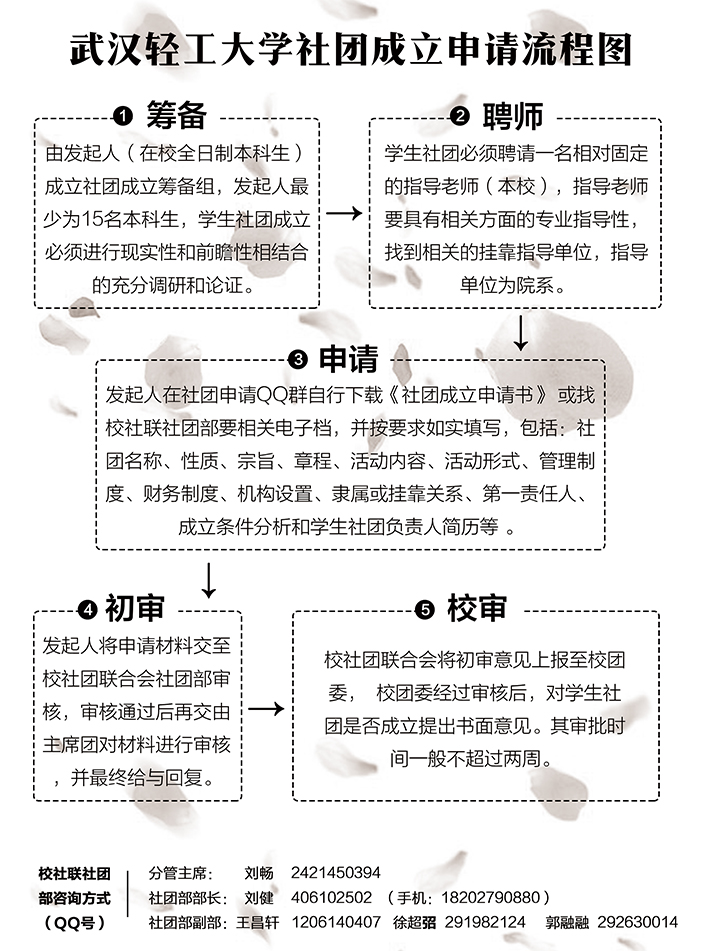 武汉轻工大学社团成立申请流程图
1 筹备
由发起人（在校全日制本科生）
成立社团成立筹备组，发起人最
少为15名本科生，学生社团成立
必须进行现实性和前瞻性相结合
的充分调研和论证。
2 聘师
学生社团必须聘请一名相对固定
的指导老师（本校），指导老师
要具有相关方面的专业指导性，
找到相关的挂靠指导单位，指导
单位为院系。
3 申请
发起人在社团申请QQ群自行下载《社团成立申请书》 或找
校社联社团部要相关电子档，并按要求如实填写，包括：社
团名称、性质、宗旨、章程、活动内容、活动形式、管理制
度、财务制度、机构设置、隶属或挂靠关系、第一责任人、
成立条件分析和学生社团负责人简历等 。
4 初审
发起人将申请材料交至
校社团联合会社团部审
核，审核通过后再交由
主席团对材料进行审核
，并最终给与回复。
5 校审
校社团联合会将初审意见上报至校团
委， 校团委经过审核后，对学生社
团是否成立提出书面意见。其审批时
间一般不超过两周。
校社联社团
部咨询方式
（QQ号）
分管主席： 刘畅 2421450394
社团部部长： 刘健 406102502 （手机：18202790880）
社团部副部：王昌轩 1206140407 徐超强 291982124 郭融融 292630014